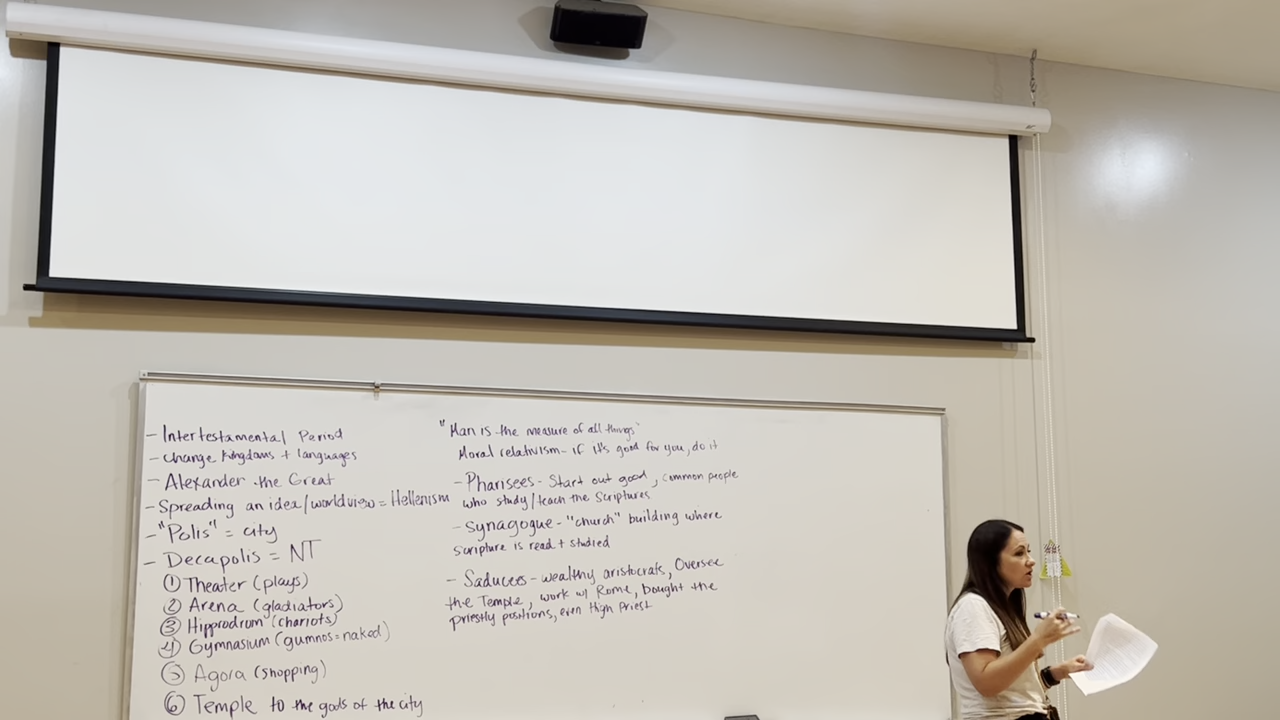 - Intertestamental Period
- Change kingdoms + languages
- Alexander the Great
- Spreading an idea/worldview = Hellenism
- "Polis" = city
- Decapolis = NT
① Theater (plays)
② Arena (gladiators)
③ Hipprodrum (chariots)
④ Gymnasium (gumnos = naked)
⑤ Agora (shopping)
⑥ Temple to the gods of the city
"Man is the measure of all things"
Moral relativism - if it's good for you, do it
- Pharisees - Start out good, common people
who study/teach the Scriptures
- Synagogue - "church" building where
scripture is read + studied
- Saducees - wealthy aristocrats, Oversee
the Temple, work w/ Rome, bought the
priestly positions, even High Priest